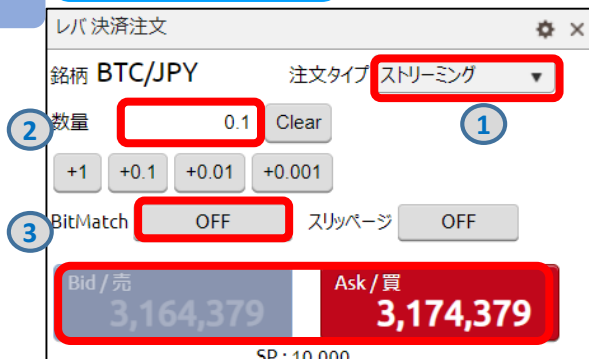 レバ 決済注文
銘柄 BTC/JPY 注文タイプ ストリーミング
1
2 数量 0.1 Clear
+1 +0.1 +0.01 +0.001
3 BitMatch OFF スリッページ OFF
Bid / 売 Ask / 買
3,164,379 3,174,379
SP : 10,000